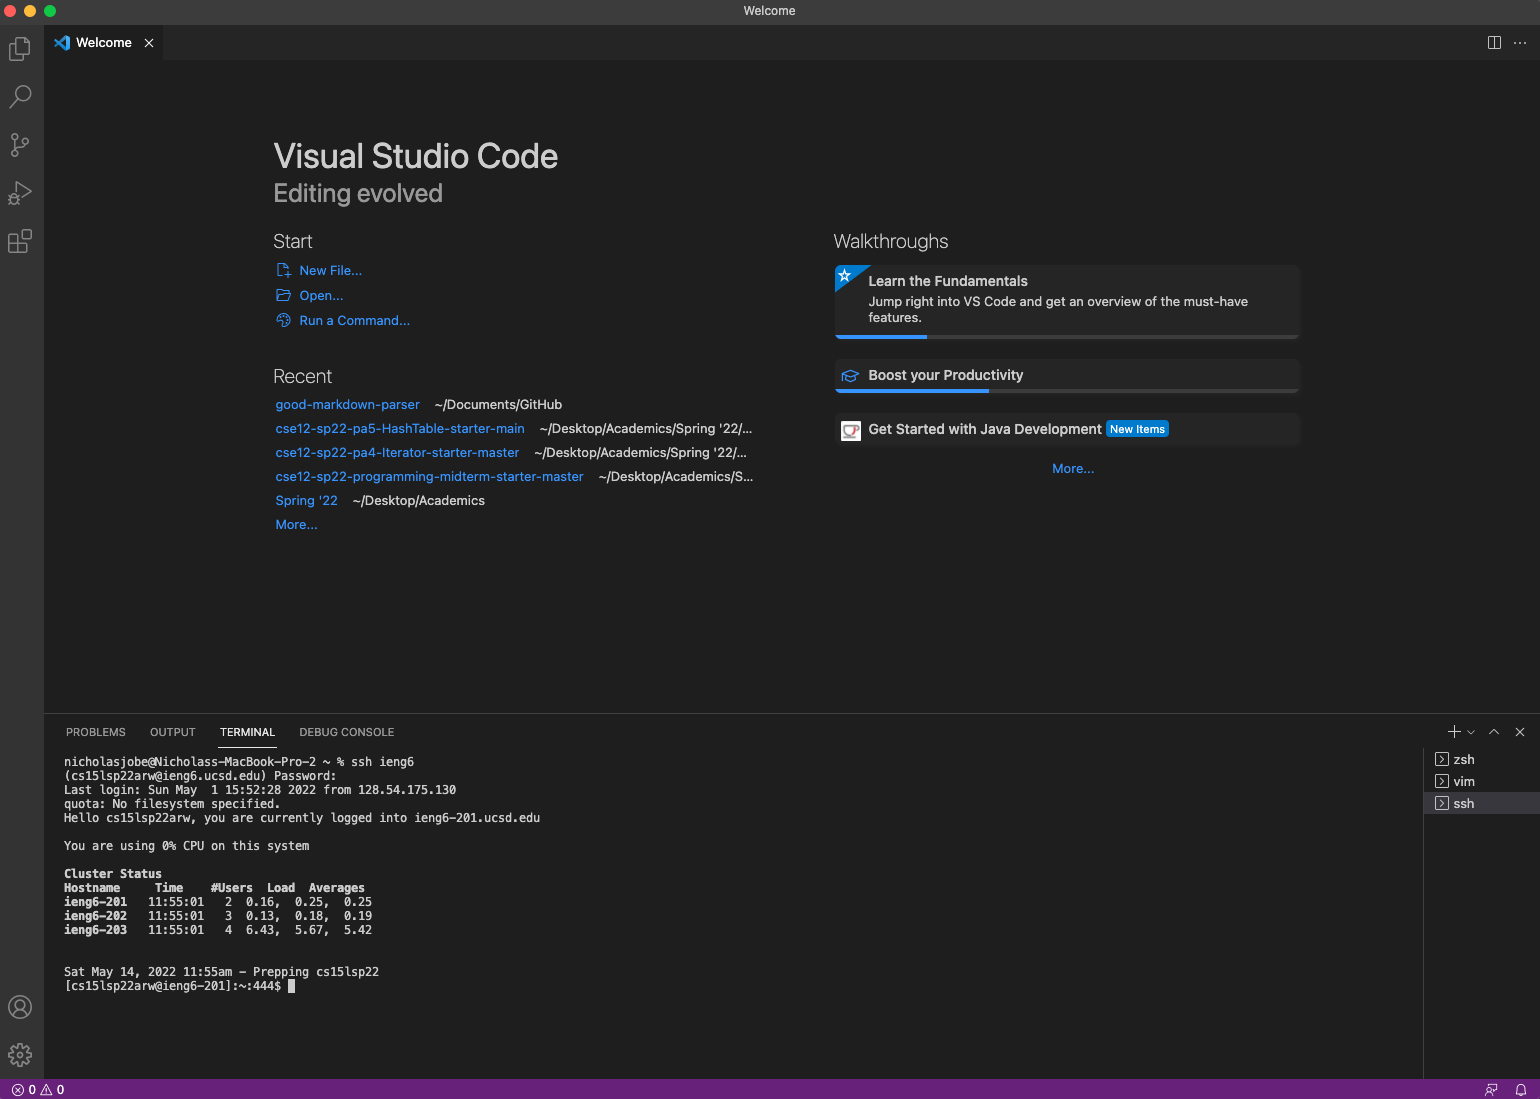 Welcome
Welcome
Visual Studio Code
Editing evolved
Start
New File...
Open...
Run a Command...
Recent
good-markdown-parser ~/Documents/GitHub
cse12-sp22-pa5-HashTable-starter-main ~/Desktop/Academics/Spring '22/...
cse12-sp22-pa4-Iterator-starter-master ~/Desktop/Academics/Spring '22/...
cse12-sp22-programming-midterm-starter-master ~/Desktop/Academics/S...
Spring '22 ~/Desktop/Academics
More...
Walkthroughs
Learn the Fundamentals
Jump right into VS Code and get an overview of the must-have
features.
Boost your Productivity
Get Started with Java Development New Items
More...
PROBLEMS OUTPUT TERMINAL DEBUG CONSOLE
nicholasjobe@Nicholass-MacBook-Pro-2 ~ % ssh ieng6
(cs15lsp22arw@ieng6.ucsd.edu) Password:
Last login: Sun May  1 15:52:28 2022 from 128.54.175.130
quota: No filesystem specified.
Hello cs15lsp22arw, you are currently logged into ieng6-201.ucsd.edu
You are using 0% CPU on this system
Cluster Status
Hostname     Time    #Users  Load  Averages
ieng6-201   11:55:01   2  0.16,  0.25,  0.25
ieng6-202   11:55:01   3  0.13,  0.18,  0.19
ieng6-203   11:55:01   4  6.43,  5.67,  5.42
Sat May 14, 2022 11:55am - Prepping cs15lsp22
[cs15lsp22arw@ieng6-201]:~:444$
zsh
vim
ssh
0 0